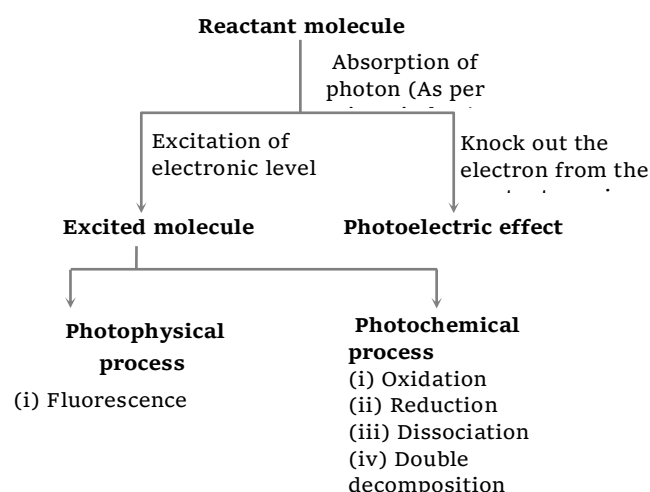 Reactant molecule
Absorption of
photon (As per
Excitation of
electronic level
Knock out the
electron from the
Excited molecule
Photoelectric effect
Photophysical
process
(i) Fluorescence
Photochemical
process
(i) Oxidation
(ii) Reduction
(iii) Dissociation
(iv) Double
decomposition